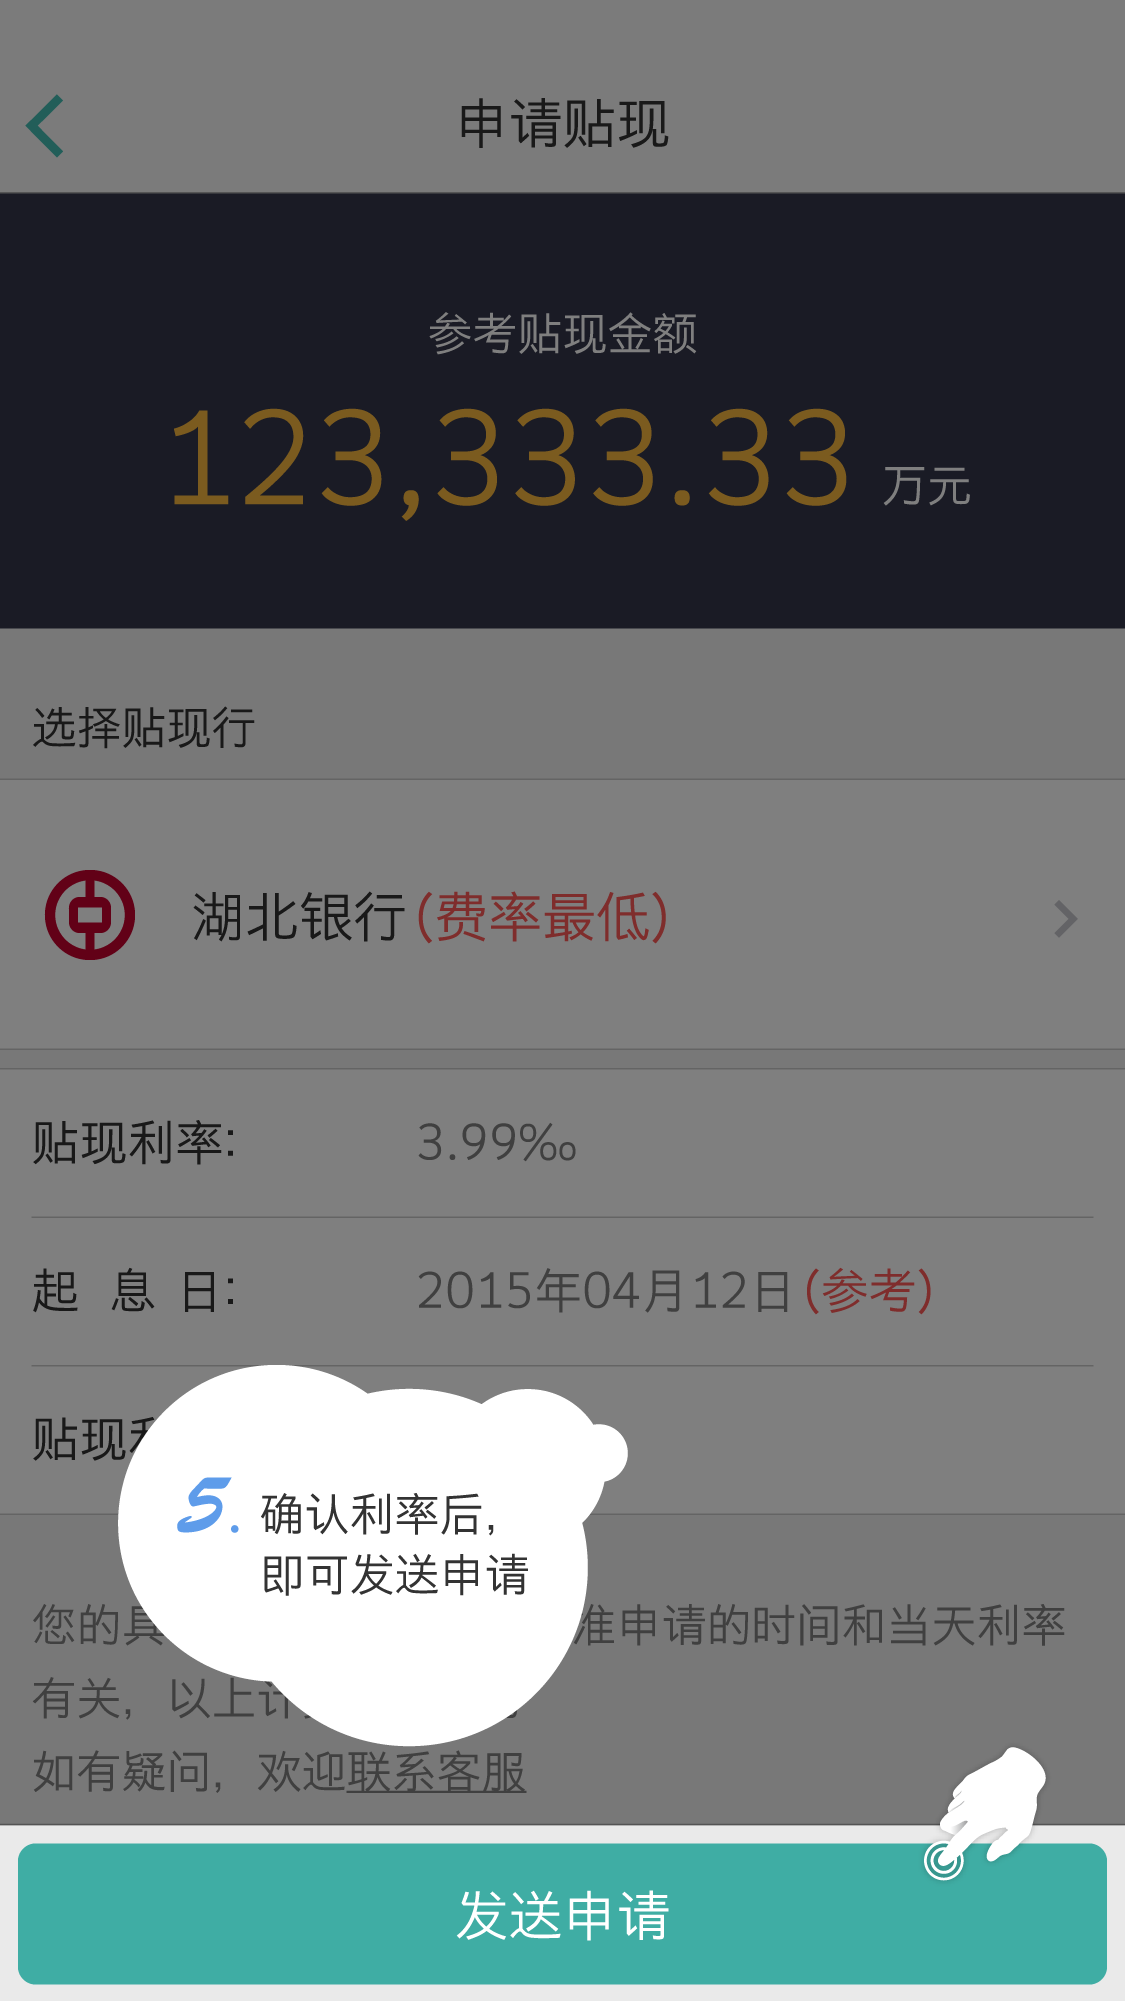 申请贴现
参考贴现金额
123,333.33 万元
选择贴现行
湖北银行(费率最低)
贴现利率: 3.99‰
起 息 日: 2015年04月12日(参考)
贴现
5. 确认利率后,
即可发送申请
您的 准申请的时间和当天利率
有关, 以上计
如有疑问, 欢迎联系客服
发送申请